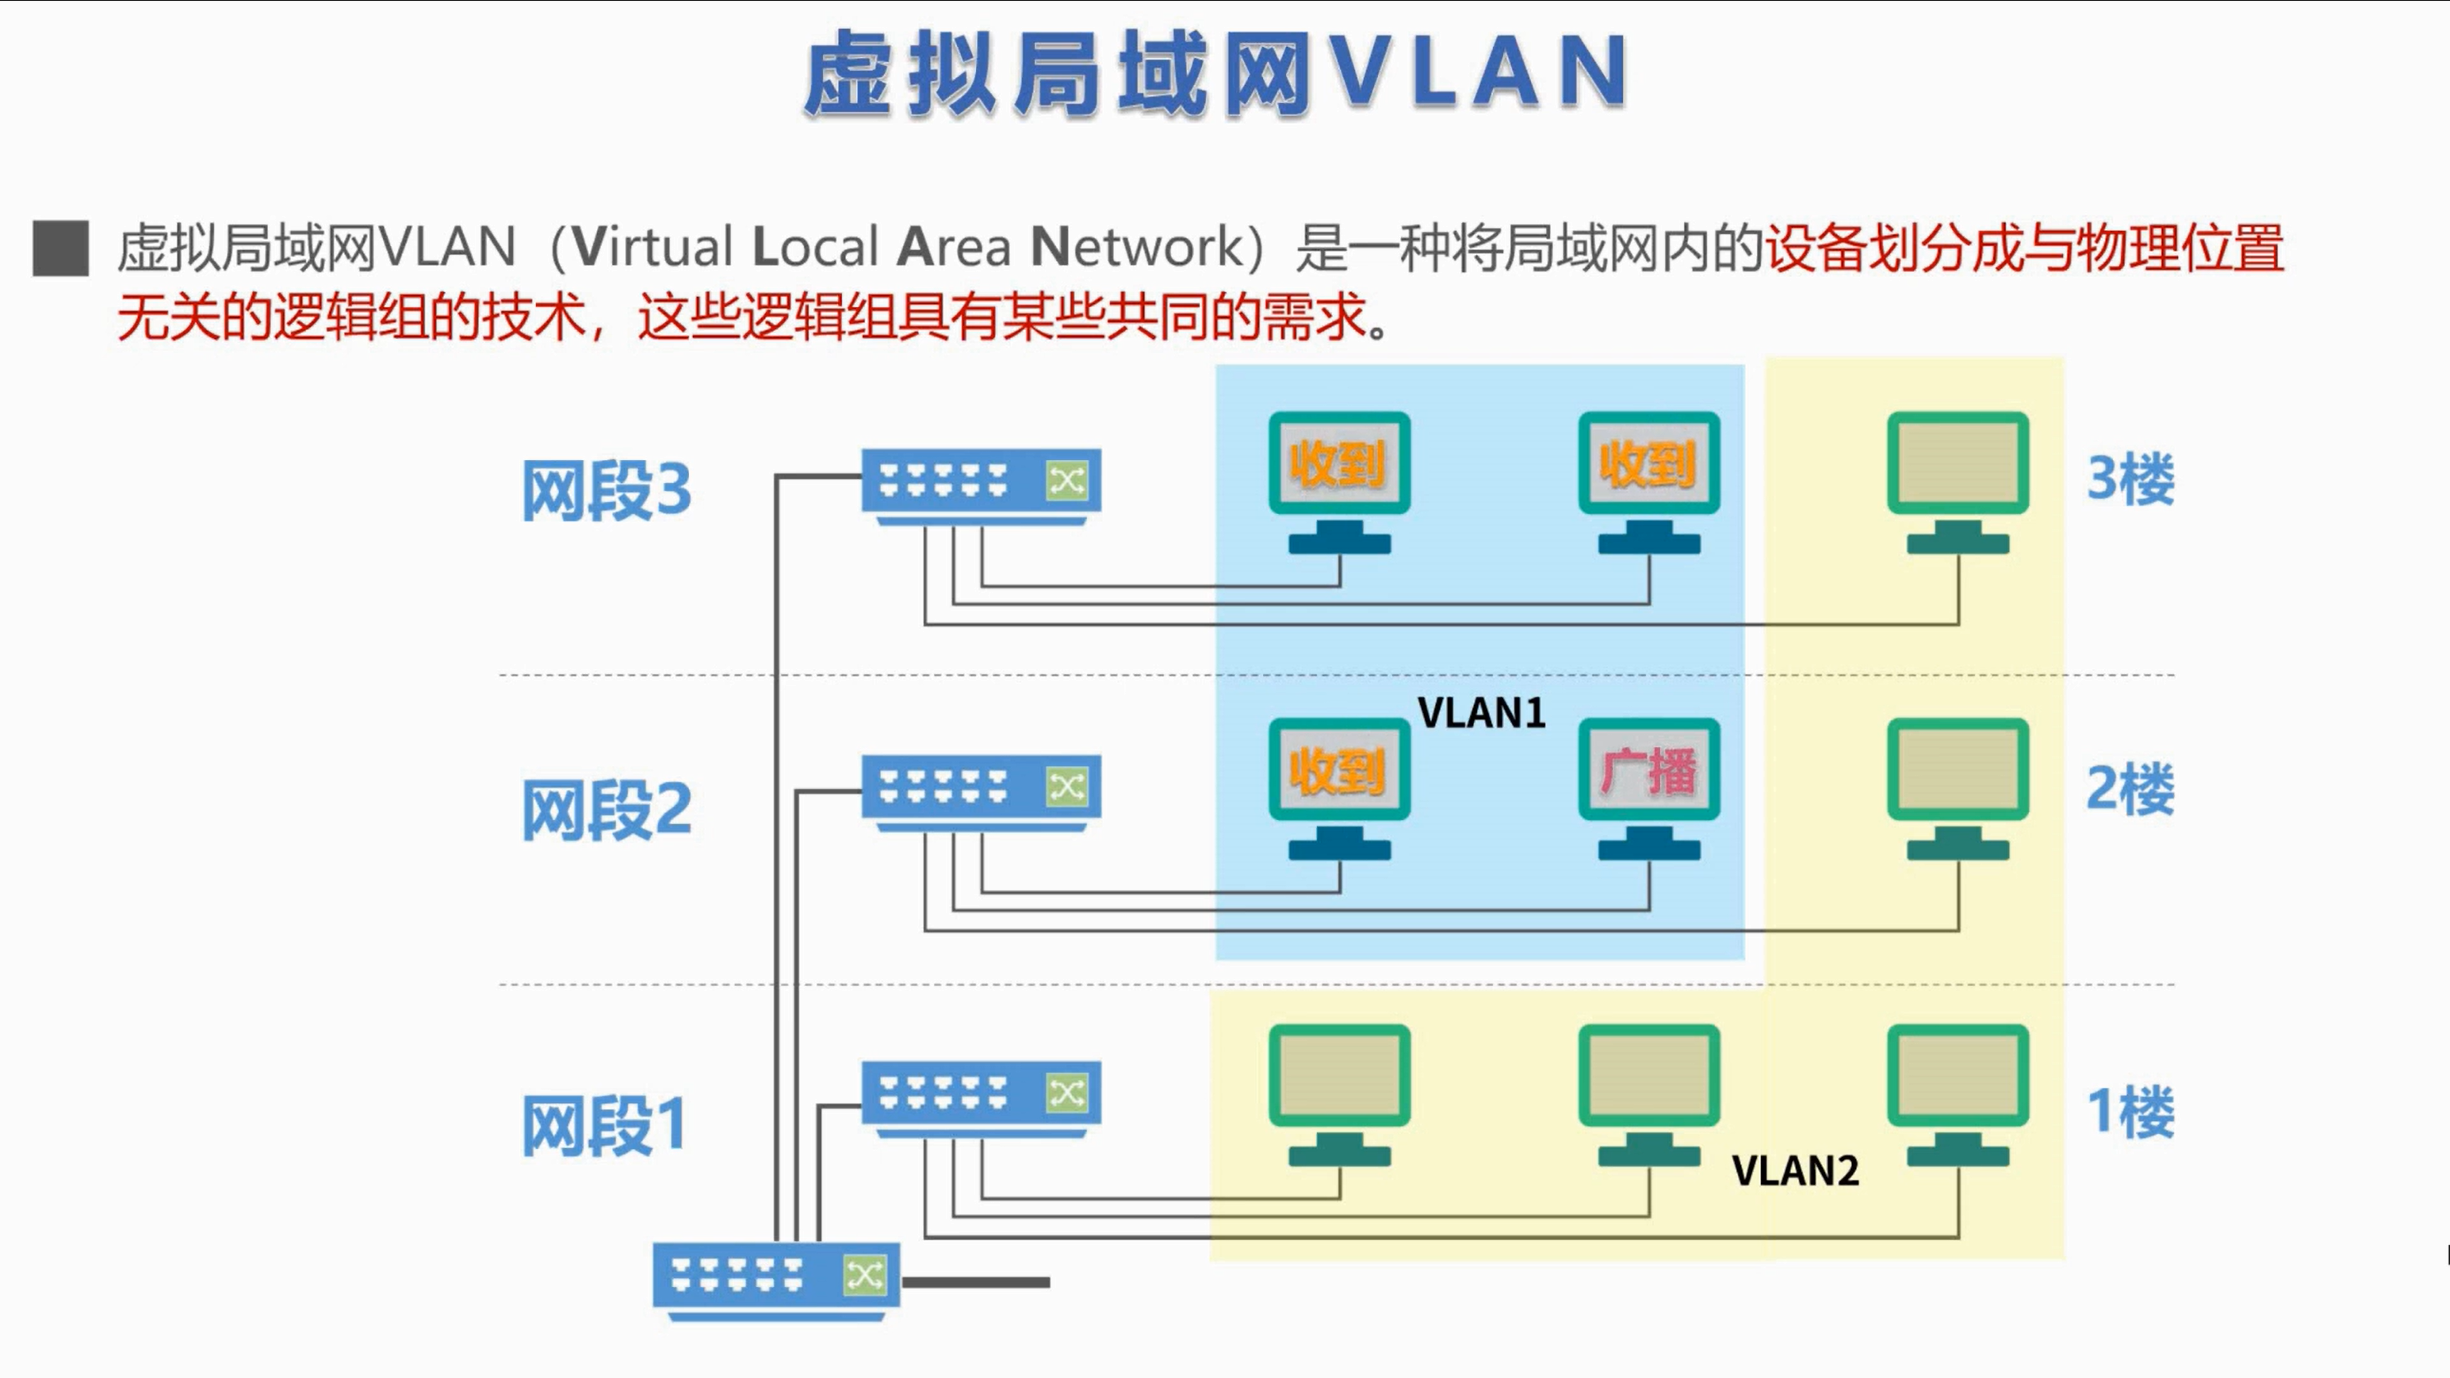 虚拟局域网VLAN
虚拟局域网VLAN（Virtual Local Area Network）是一种将局域网内的设备划分成与物理位置
无关的逻辑组的技术，这些逻辑组具有某些共同的需求。
网段3
收到
收到
3楼
VLAN1
网段2
收到
广播
2楼
网段1
1楼
VLAN2